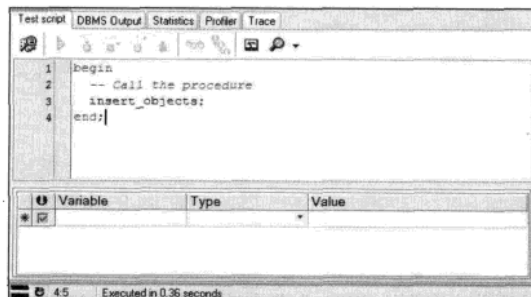 Test script DBMS Output Statistics Profiler Trace
1 begin
2 -- Call the procedure
3 insert_objects;
4 end;
Variable Type Value
4:5 Executed in 0.36 seconds